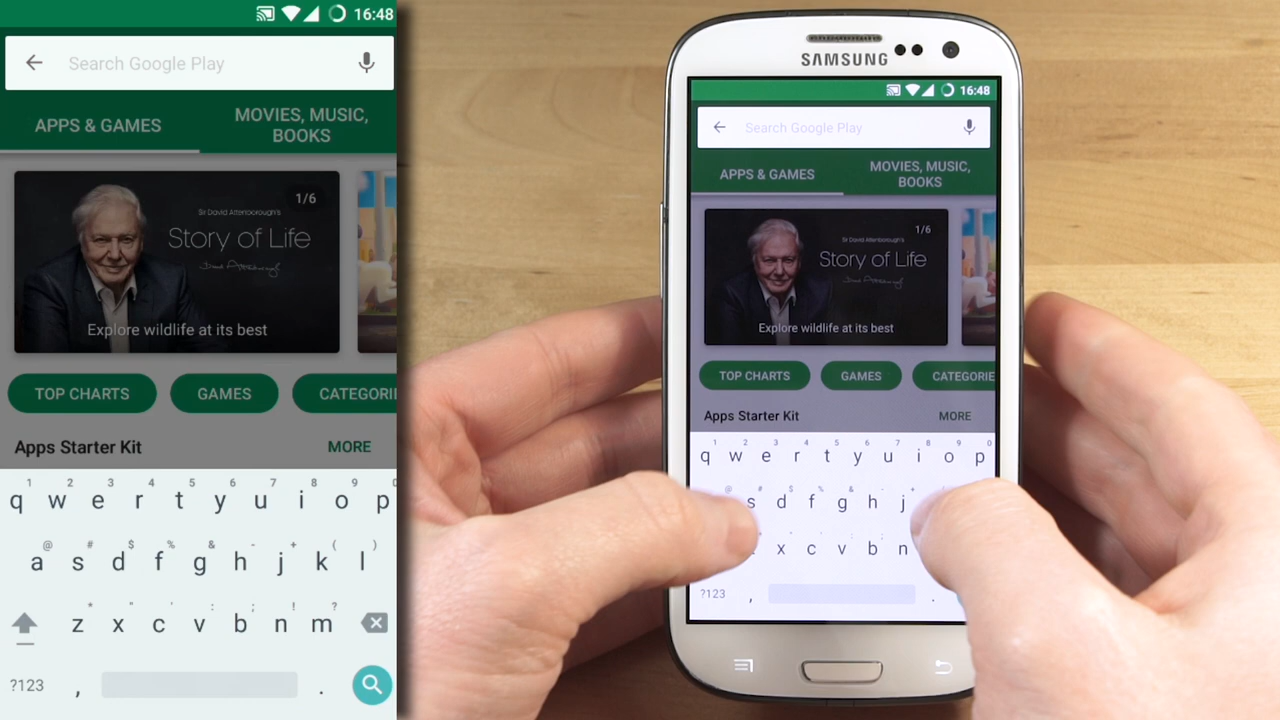 16:48
Search Google Play
APPS & GAMES
MOVIES, MUSIC,
BOOKS
1/6
Sir David Attenborough's
Story of Life
Explore wildlife at its best
TOP CHARTS
GAMES
CATEGORI
Apps Starter Kit
MORE
1 2 3 4 5 6 7 8 9 0
q w e r t y u i o p
@ # $ % & - + ( )
a s d f g h j k l
* " ' : ; ! ?
z x c v b n m
?123 , .
SAMSUNG
16:48
Search Google Play
APPS & GAMES
MOVIES, MUSIC,
BOOKS
1/6
Sir David Attenborough's
Story of Life
Explore wildlife at its best
TOP CHARTS
GAMES
CATEGORIE
Apps Starter Kit
MORE
1 2 3 4 5 6 7 8 9 0
q w e r t y u i o p
@ # $ % & - +
s d f g h j
x c v b n
?123 , .